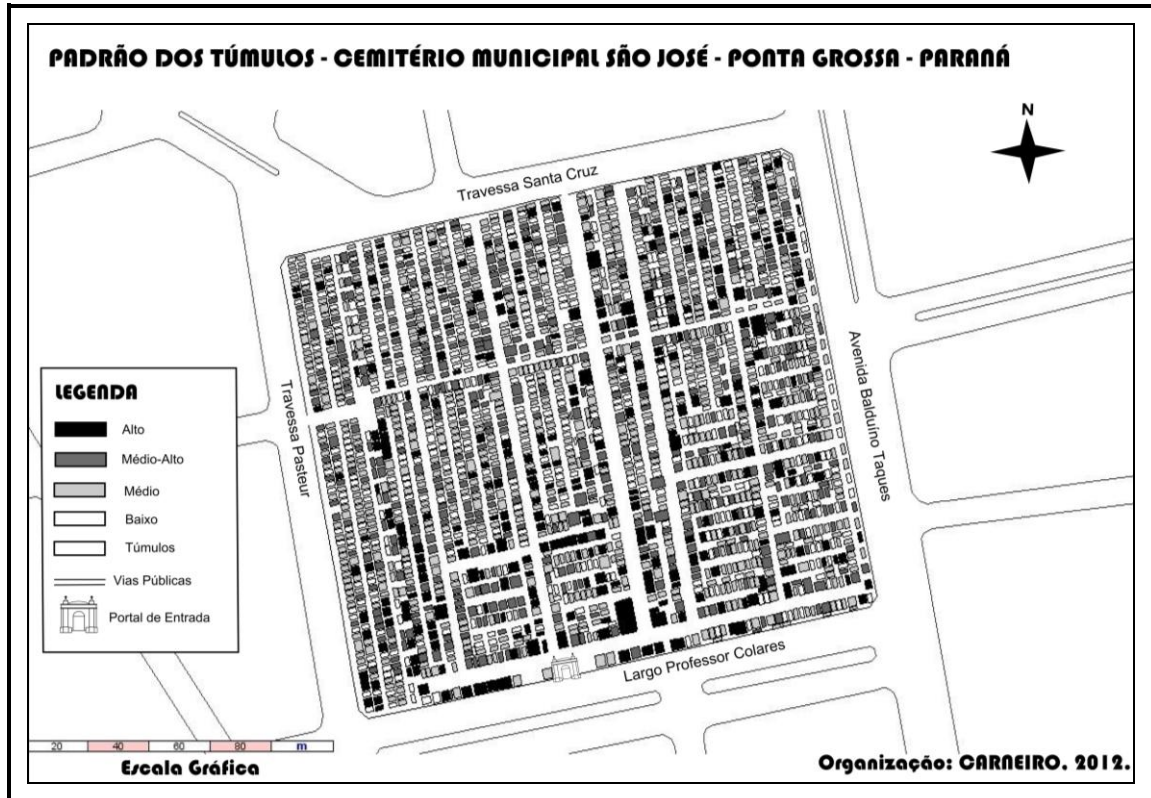 PADRÃO DOS TÚMULOS - CEMITÉRIO MUNICIPAL SÃO JOSÉ - PONTA GROSSA - PARANÁ
N
Travessa Santa Cruz
Travessa Pasteur
Avenida Balduíno Taques
LEGENDA
Alto
Médio-Alto
Médio
Baixo
Túmulos
Vias Públicas
Portal de Entrada
Largo Professor Colares
20 40 60 80 m
Escala Gráfica
Organização: CARNEIRO. 2012.